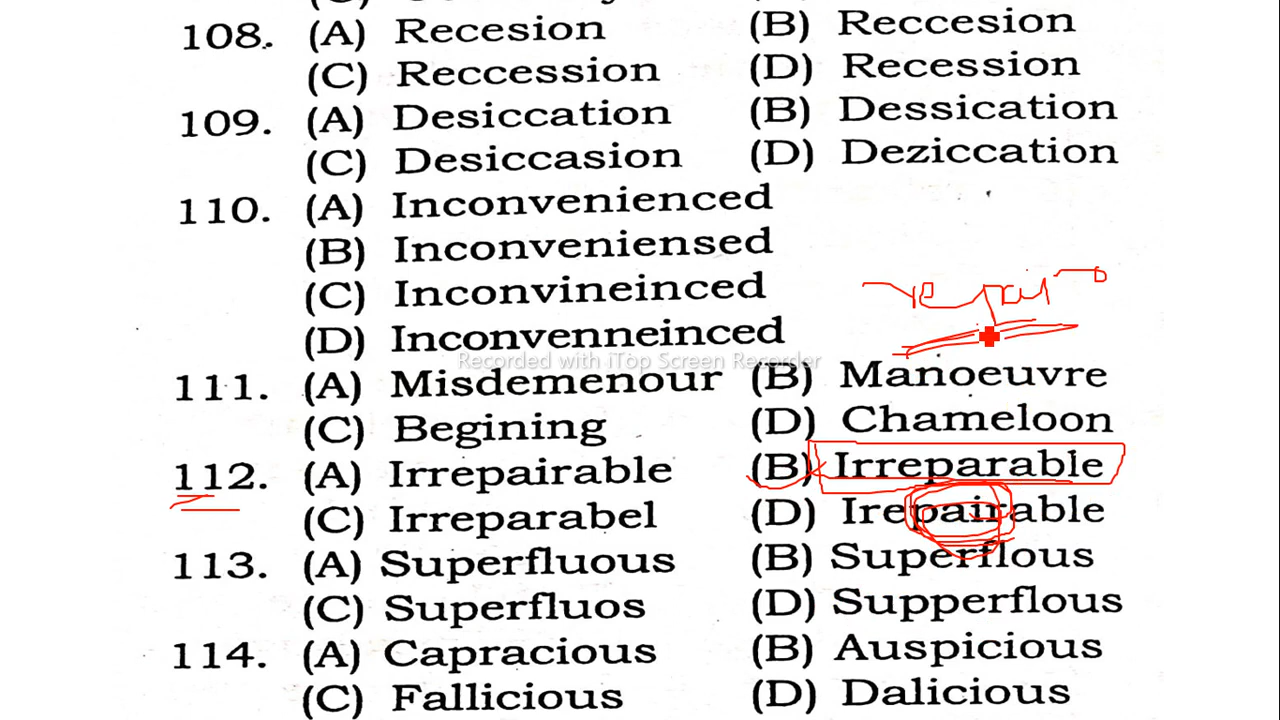 108. (A) Recesion (B) Reccesion
(C) Reccession (D) Recession
109. (A) Desiccation (B) Dessication
(C) Desiccasion (D) Deziccation
110. (A) Inconvenienced
(B) Inconveniensed
(C) Inconvineinced
(D) Inconvenneinced
Recorded with iTop Screen Recorder
111. (A) Misdemenour (B) Manoeuvre
(C) Begining (D) Chameloon
112. (A) Irrepairable (B) Irreparable
(C) Irreparabel (D) Irepairable
113. (A) Superfluous (B) Superflous
(C) Superfluos (D) Supperflous
114. (A) Capracious (B) Auspicious
(C) Fallicious (D) Dalicious